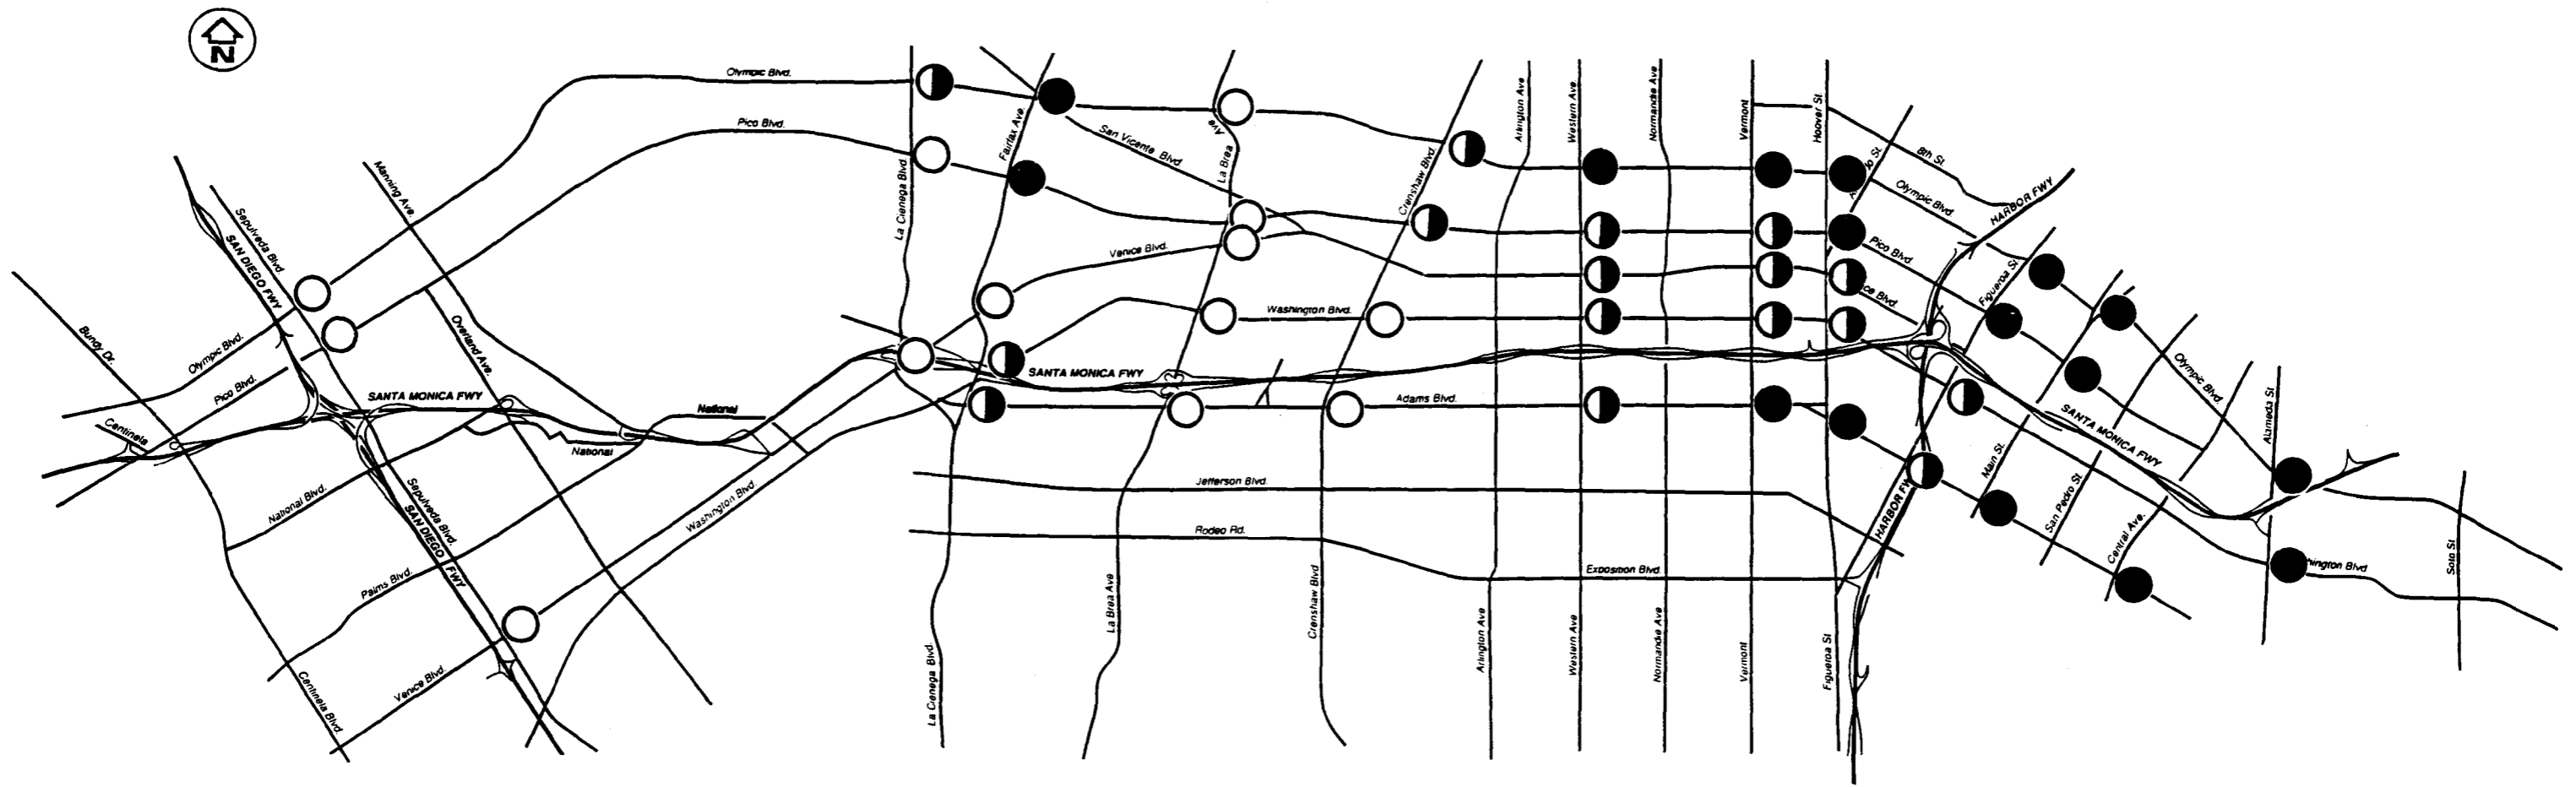 N
Olympic Blvd.
Pico Blvd.
San Vicente Blvd.
Fairfax Ave.
La Cienega Blvd.
La Brea
Ave
Crenshaw Blvd.
Arlington Ave
Western Ave
Normandie Ave
Vermont
Hoover St.
8th St
Olympic Blvd.
HARBOR FWY
Pico Blvd
Figueroa St
Manning Ave.
Sepulveda Blvd
SAN DIEGO FWY
Bundy Dr.
Overland Ave.
Venice Blvd.
Washington Blvd.
Olympic Blvd.
Pico Blvd.
SANTA MONICA FWY
SANTA MONICA FWY
Adams Blvd.
National
National
Centinela
National Blvd.
Sepulveda Blvd.
SAN DIEGO FWY
Washington Blvd.
Palms Blvd.
Venice Blvd.
Centinela Blvd.
Jefferson Blvd.
Rodeo Rd.
Exposition Blvd.
La Cienega Blvd.
La Brea Ave
Crenshaw Blvd
Arlington Ave
Western Ave
Normandie Ave
Vermont
Figueroa St
HARBOR FWY
Main St.
San Pedro St.
Central Ave.
SANTA MONICA FWY
Olympic Blvd.
Alameda St
Blvd
Soto St